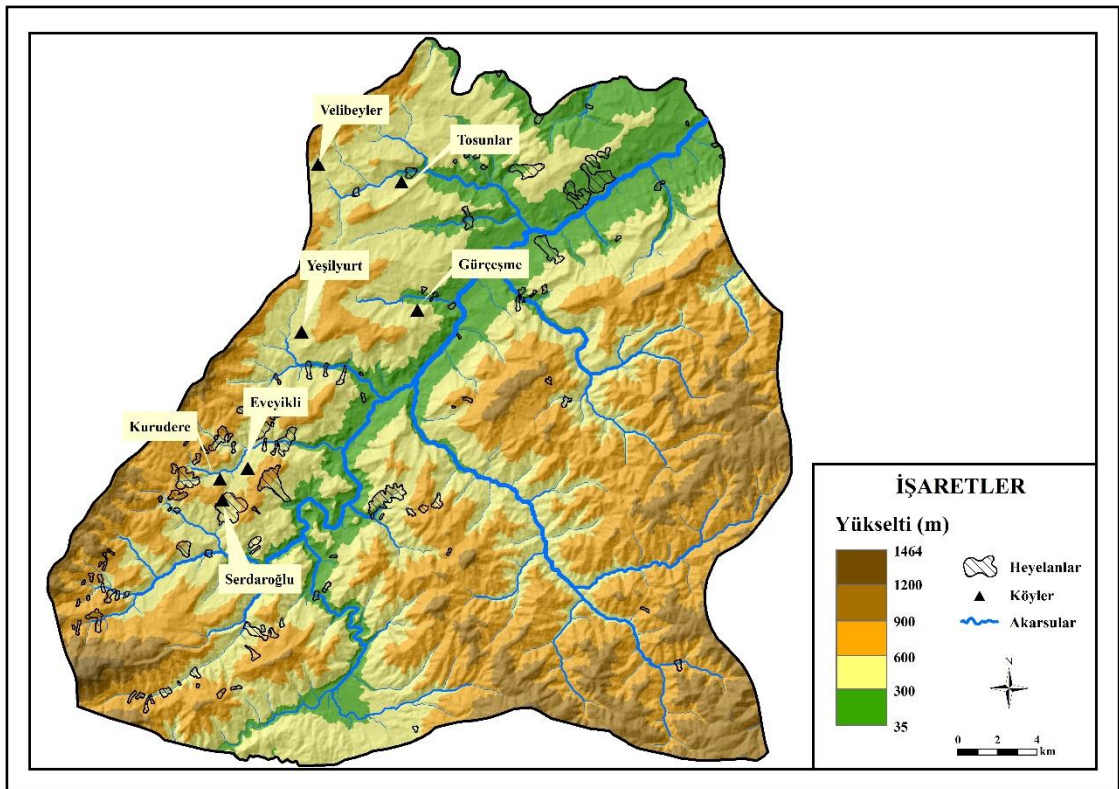 Velibeyler
Tosunlar
Yeşilyurt
Gürçeşme
Eveyikli
Kurudere
Serdaroğlu
İŞARETLER
Yükselti (m)
1464
1200
900
600
300
35
Heyelanlar
Köyler
Akarsular
N
0 2 4
km